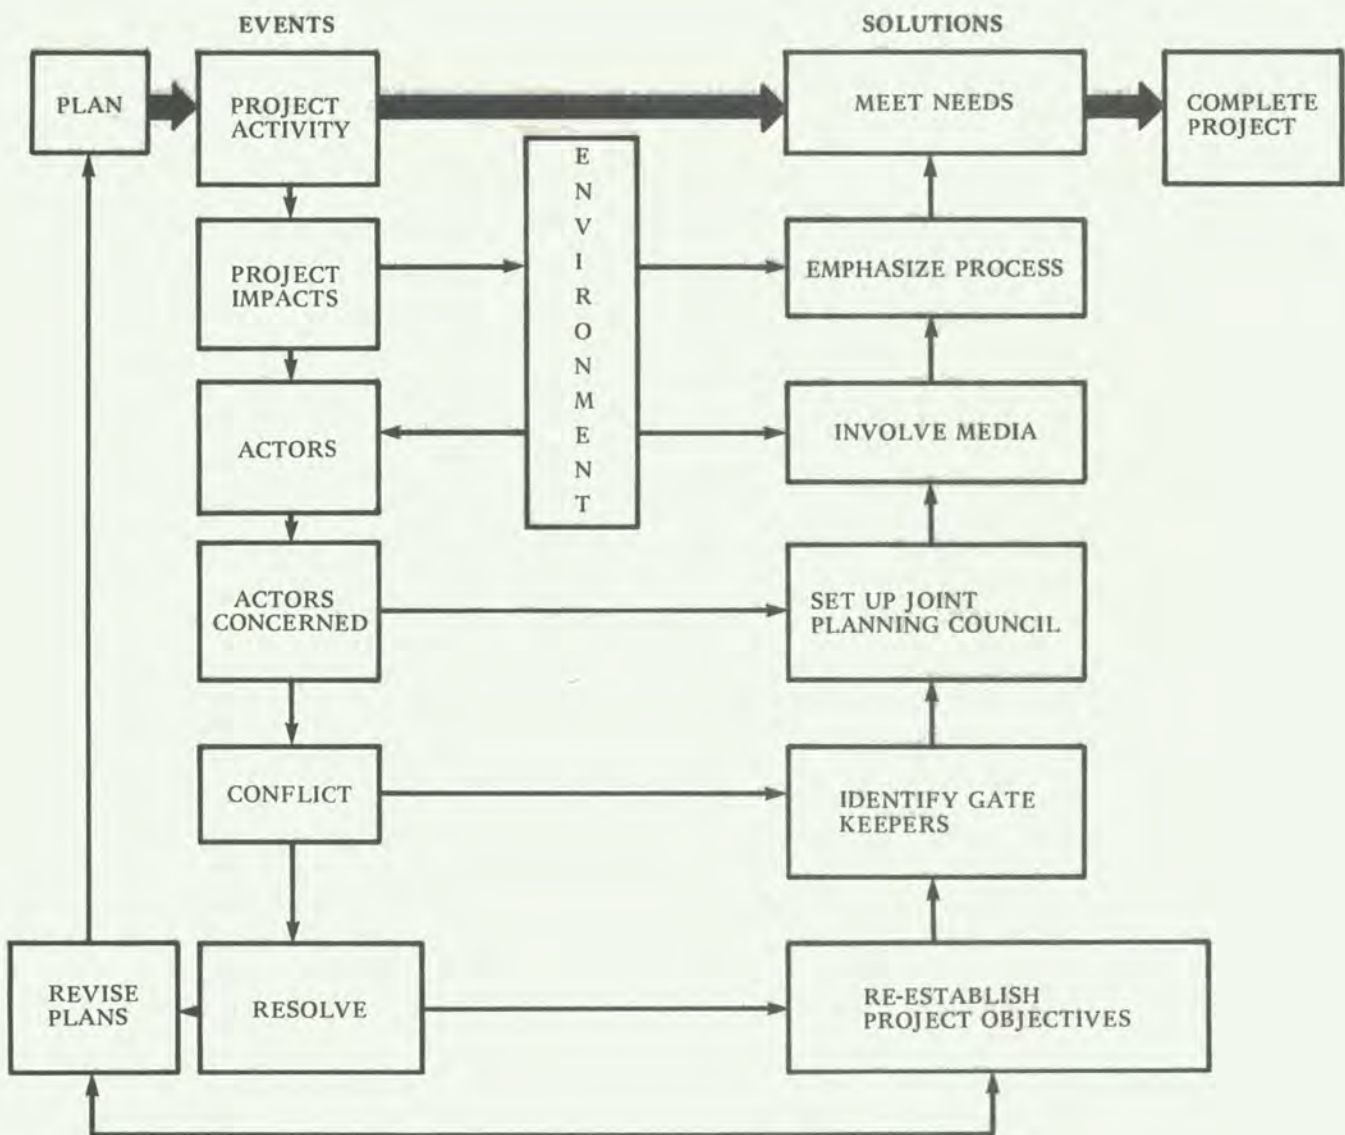 EVENTS
SOLUTIONS
PLAN
PROJECT
ACTIVITY
MEET NEEDS
COMPLETE
PROJECT
ENVIRONMENT
PROJECT
IMPACTS
EMPHASIZE PROCESS
ACTORS
INVOLVE MEDIA
ACTORS
CONCERNED
SET UP JOINT
PLANNING COUNCIL
CONFLICT
IDENTIFY GATE
KEEPERS
REVISE
PLANS
RESOLVE
RE-ESTABLISH
PROJECT OBJECTIVES